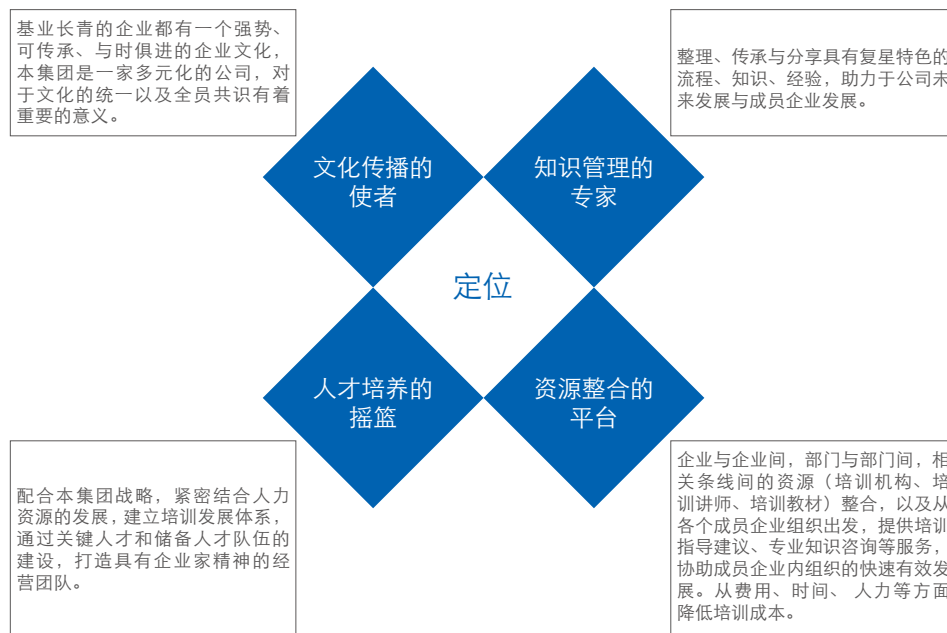 基业长青的企业都有一个强势、
可传承、与时俱进的企业文化，
本集团是一家多元化的公司，对
于文化的统一以及全员共识有着
重要的意义。
整理、传承与分享具有复星特色的
流程、知识、经验，助力于公司未
来发展与成员企业发展。
文化传播的
使者
知识管理的
专家
定位
人才培养的
摇篮
资源整合的
平台
配合本集团战略，紧密结合人力
资源的发展，建立培训发展体系，
通过关键人才和储备人才队伍的
建设，打造具有企业家精神的经
营团队。
企业与企业间，部门与部门间，相
关条线间的资源（培训机构、培
训讲师、培训教材）整合，以及从
各个成员企业组织出发，提供培训
指导建议、专业知识咨询等服务，
协助成员企业内组织的快速有效发
展。从费用、时间、 人力等方面
降低培训成本。